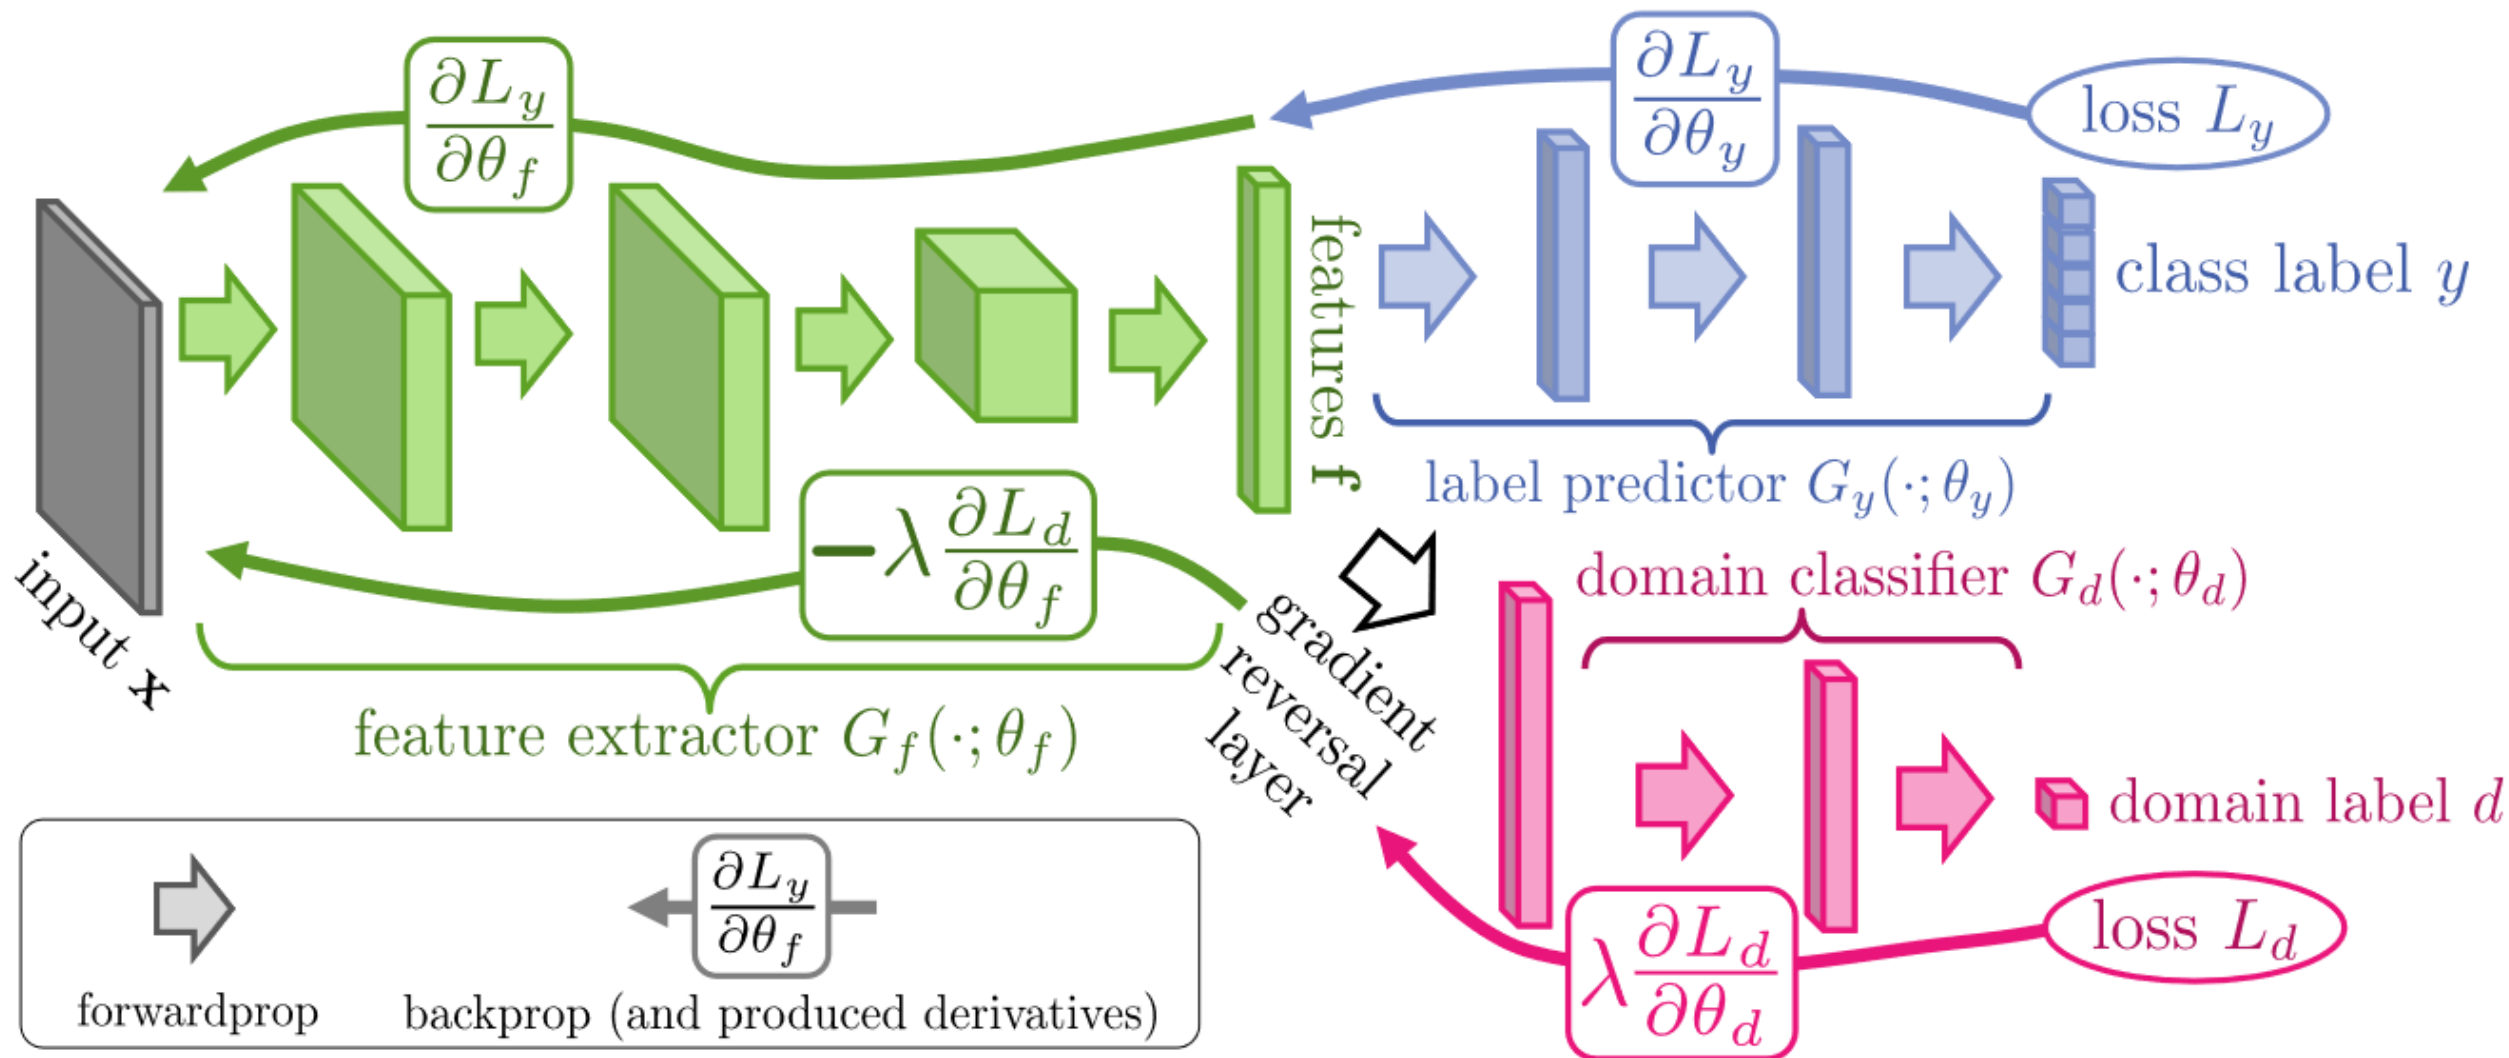 ∂L_y
∂θ_f
∂L_y
∂θ_y
loss L_y
features f
class label y
label predictor G_y(·; θ_y)
−λ ∂L_d
∂θ_f
input x
domain classifier G_d(·; θ_d)
gradient
reversal
layer
feature extractor G_f(·; θ_f)
domain label d
∂L_y
∂θ_f
loss L_d
λ ∂L_d
∂θ_d
forwardprop
backprop (and produced derivatives)